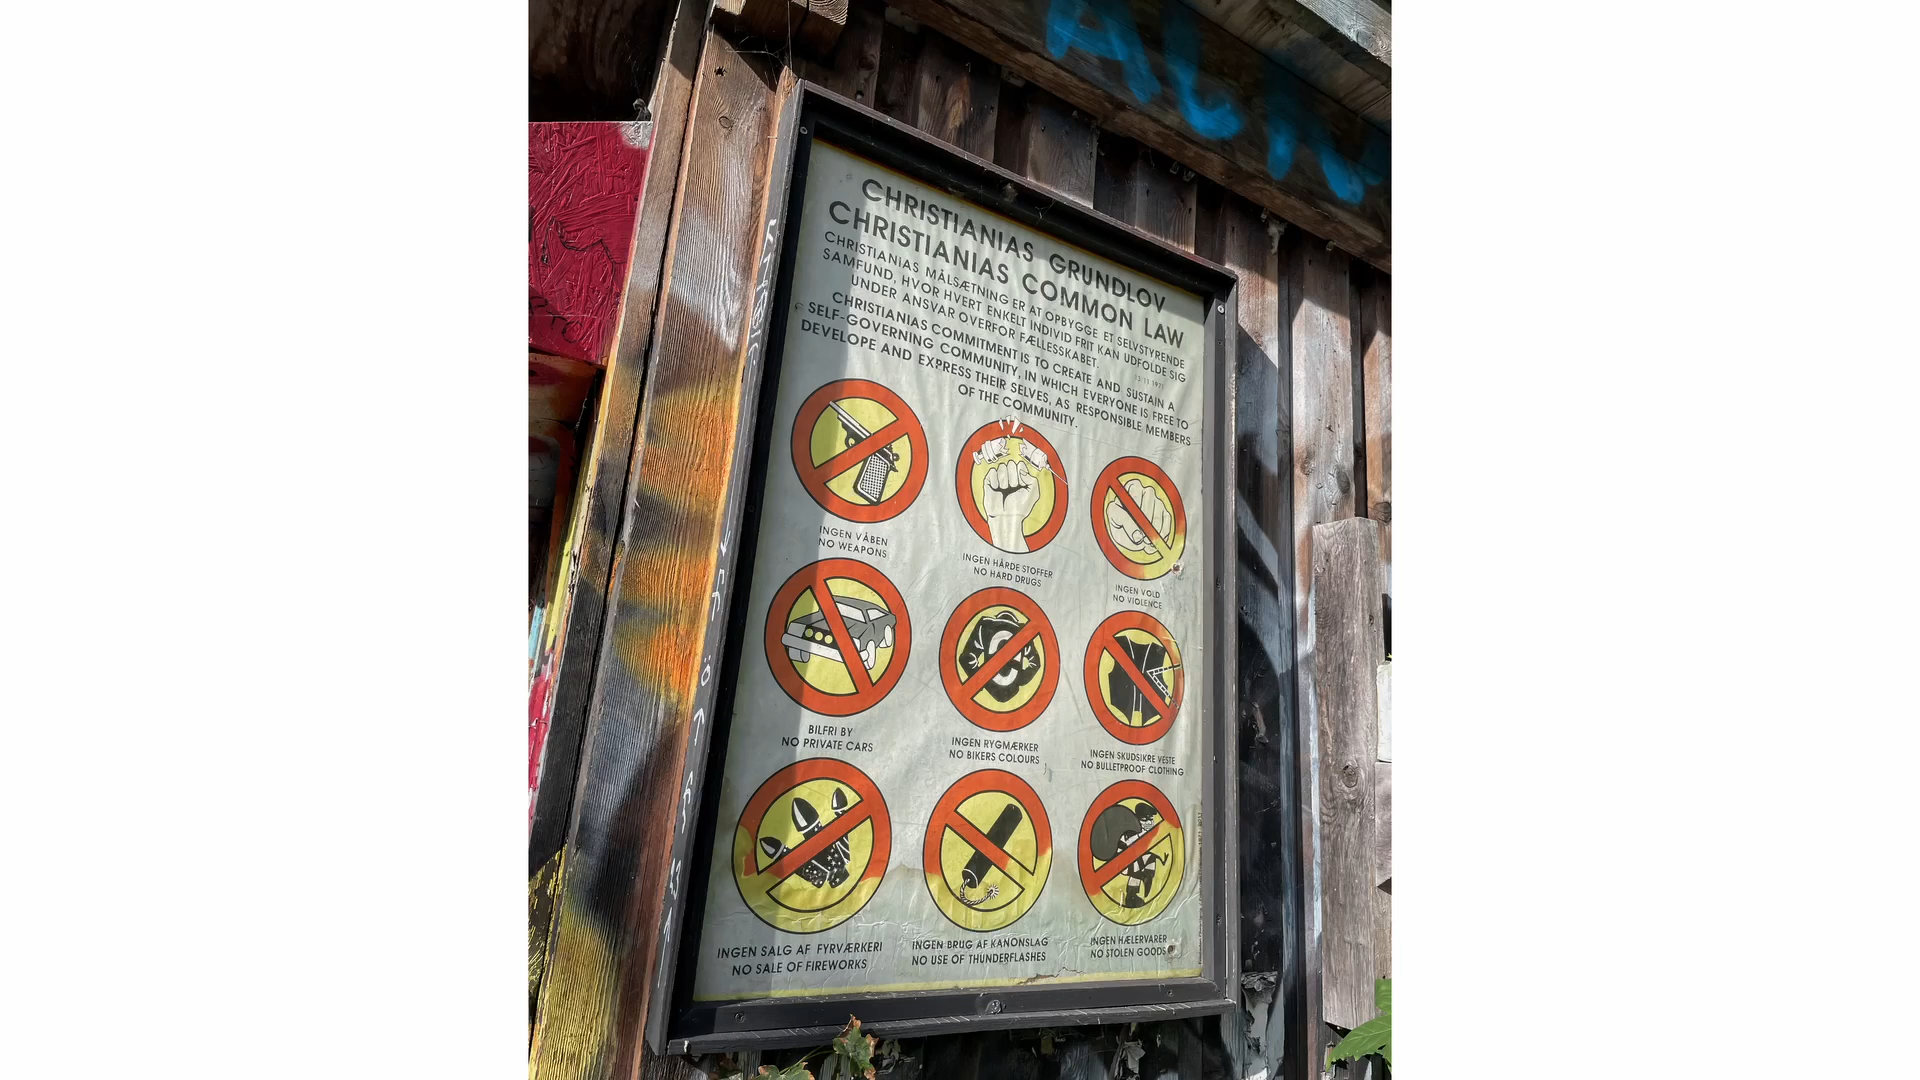 CHRISTIANIAS GRUNDLOV
CHRISTIANIAS COMMON LAW
CHRISTIANIAS MÅLSÆTNING ER AT OPBYGGE ET SELVSTYRENDE
SAMFUND, HVOR HVERT ENKELT INDIVID FRIT KAN UDFOLDE SIG
UNDER ANSVAR OVERFOR FÆLLESSKABET.
13.11.1971
CHRISTIANIAS COMMITMENT IS TO CREATE AND SUSTAIN A
SELF-GOVERNING COMMUNITY, IN WHICH EVERYONE IS FREE TO
DEVELOPE AND EXPRESS THEIR SELVES, AS RESPONSIBLE MEMBERS
OF THE COMMUNITY.
INGEN VÅBEN
NO WEAPONS
INGEN HÅRDE STOFFER
NO HARD DRUGS
INGEN VOLD
NO VIOLENCE
BILFRI BY
NO PRIVATE CARS
INGEN RYGMÆRKER
NO BIKERS COLOURS
INGEN SKUDSIKRE VESTE
NO BULLETPROOF CLOTHING
INGEN SALG AF FYRVÆRKERI
NO SALE OF FIREWORKS
INGEN BRUG AF KANONSLAG
NO USE OF THUNDERFLASHES
INGEN HÆLERVARER
NO STOLEN GOODS